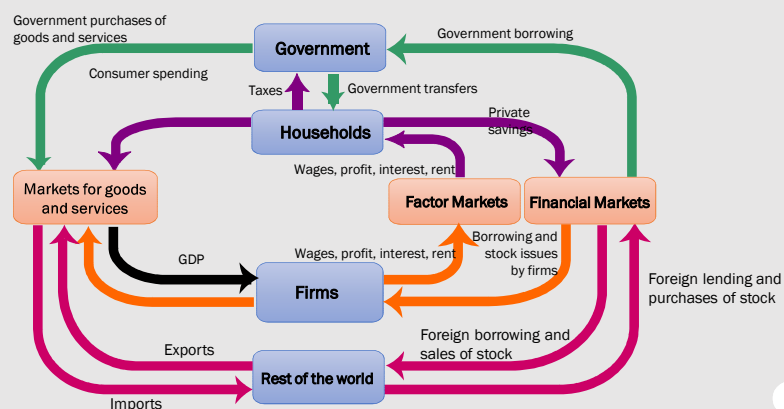 Government purchases of
goods and services
Government
Government borrowing
Consumer spending
Taxes
Government transfers
Private
savings
Households
Wages, profit, interest, rent
Markets for goods
and services
Factor Markets
Financial Markets
GDP
Wages, profit, interest, rent
Borrowing and
stock issues
by firms
Firms
Foreign lending and
purchases of stock
Exports
Foreign borrowing and
sales of stock
Rest of the world
Imports